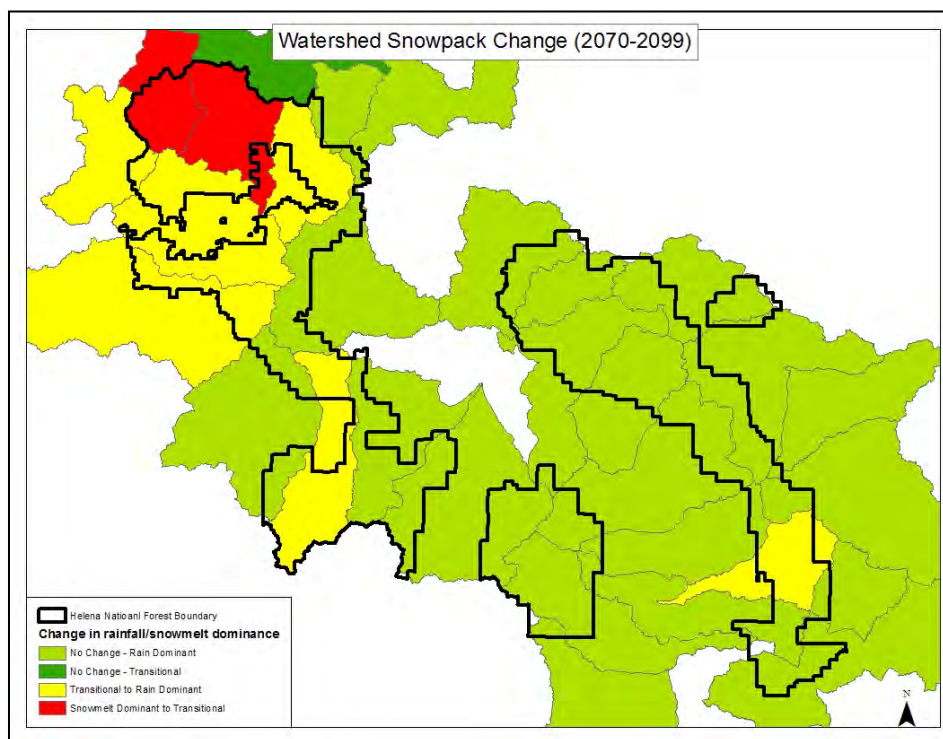 Watershed Snowpack Change (2070-2099)
Helena Natioanl Forest Boundary
Change in rainfall/snowmelt dominance
No Change - Rain Dominant
No Change - Transitional
Transitional to Rain Dominant
Snowmelt Dominant to Transitional
N